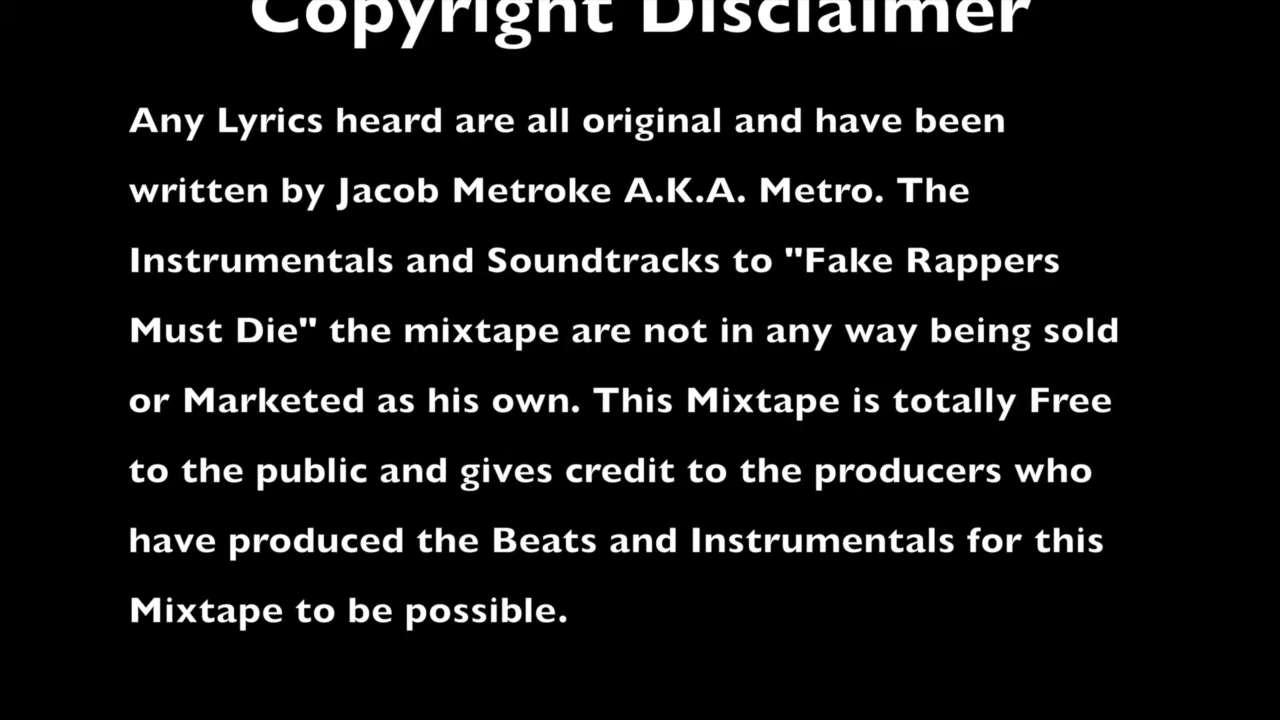 Copyright Disclaimer
Any Lyrics heard are all original and have been
written by Jacob Metroke A.K.A. Metro. The
Instrumentals and Soundtracks to "Fake Rappers
Must Die" the mixtape are not in any way being sold
or Marketed as his own. This Mixtape is totally Free
to the public and gives credit to the producers who
have produced the Beats and Instrumentals for this
Mixtape to be possible.